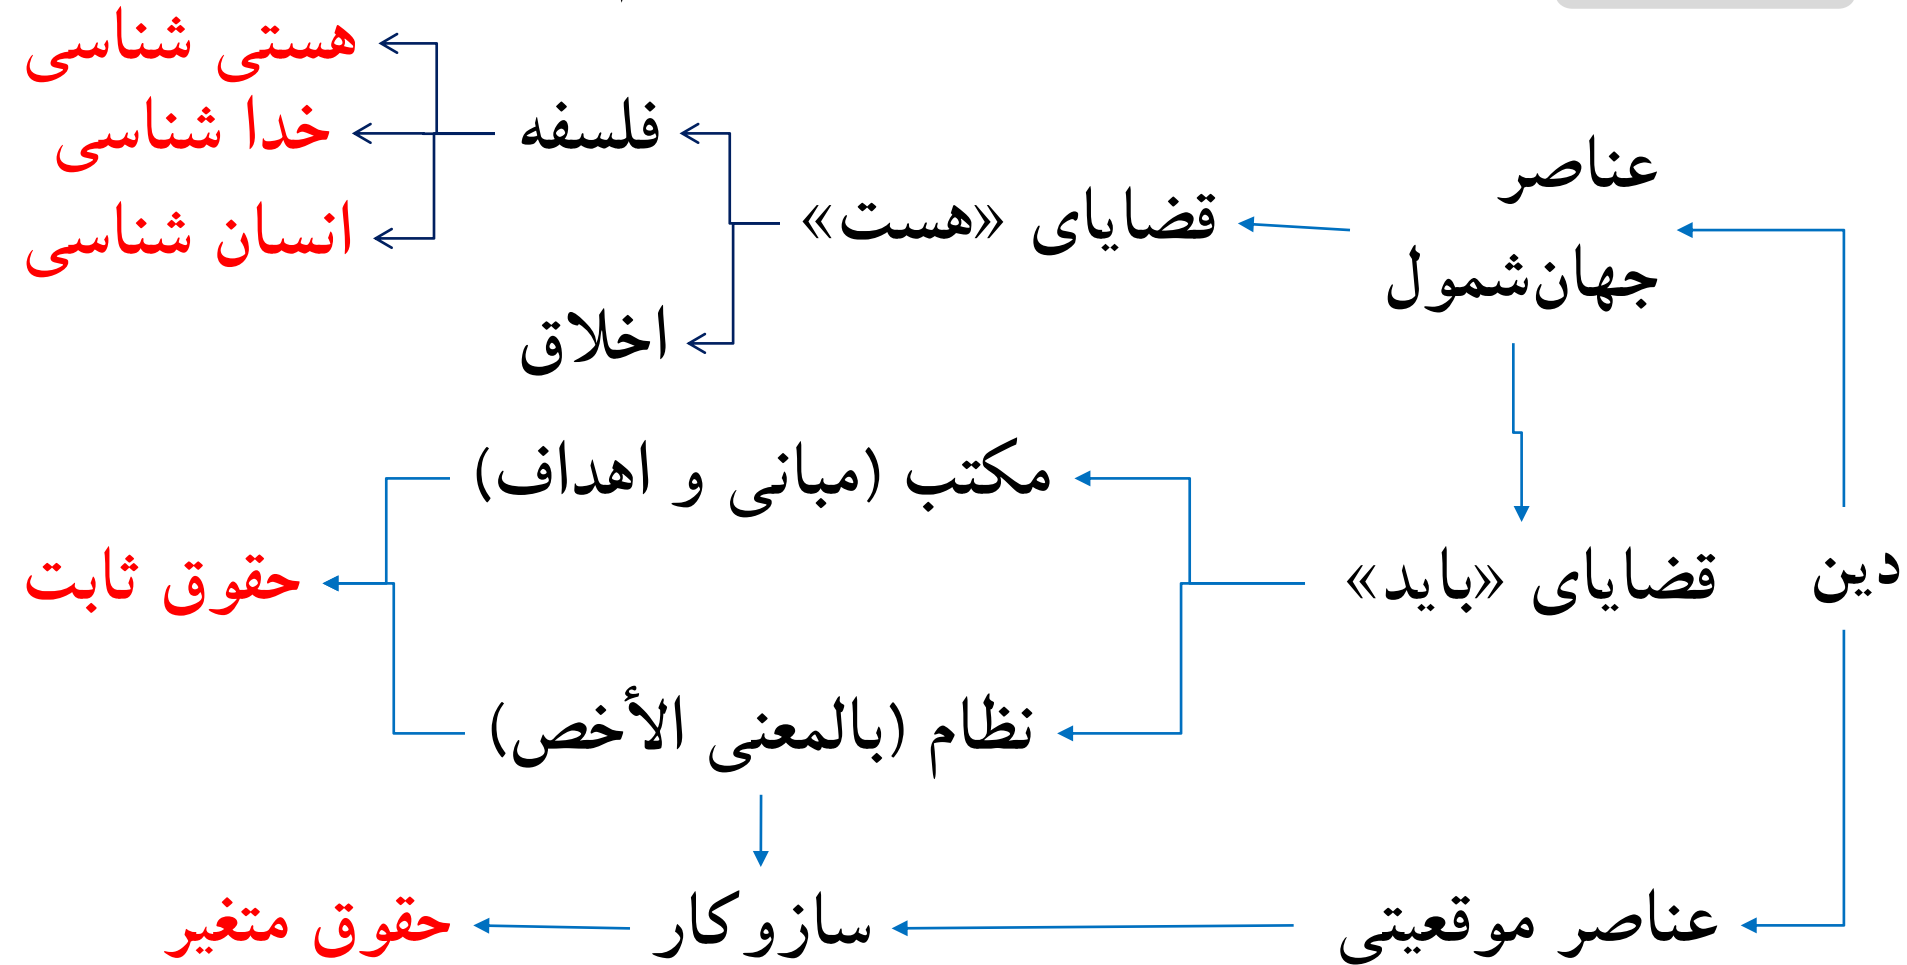 هستی شناسی
خدا شناسی
انسان شناسی
فلسفه
اخلاق
قضایای «هست»
عناصر
جهان‌شمول
مکتب (مبانی و اهداف)
حقوق ثابت
قضایای «باید»
دین
نظام (بالمعنی الأخص)
حقوق متغیر
سازوکار
عناصر موقعیتی